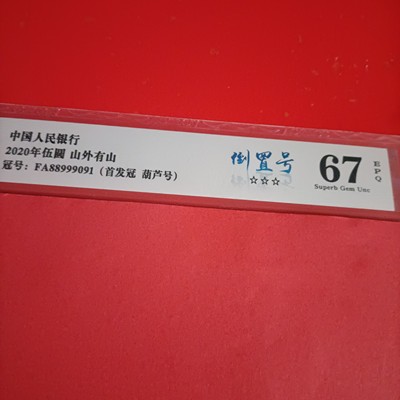 中国人民银行
2020年伍圓 山外有山
冠号：FA88999091（首发冠 葫芦号）
倒置号
☆☆☆
67
EPQ
Superb Gem Unc